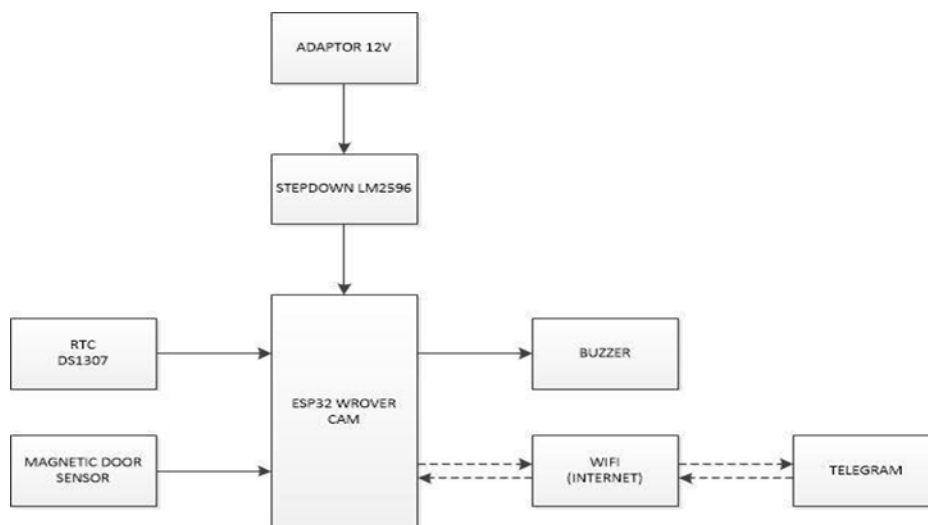 ADAPTOR 12V
STEPDOWN LM2596
RTC
DS1307
ESP32 WROVER
CAM
BUZZER
MAGNETIC DOOR
SENSOR
WIFI
(INTERNET)
TELEGRAM